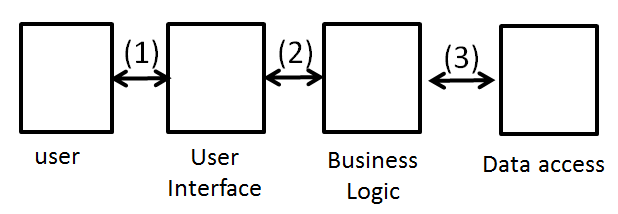 (1)
(2)
(3)
user
User
Interface
Business
Logic
Data access